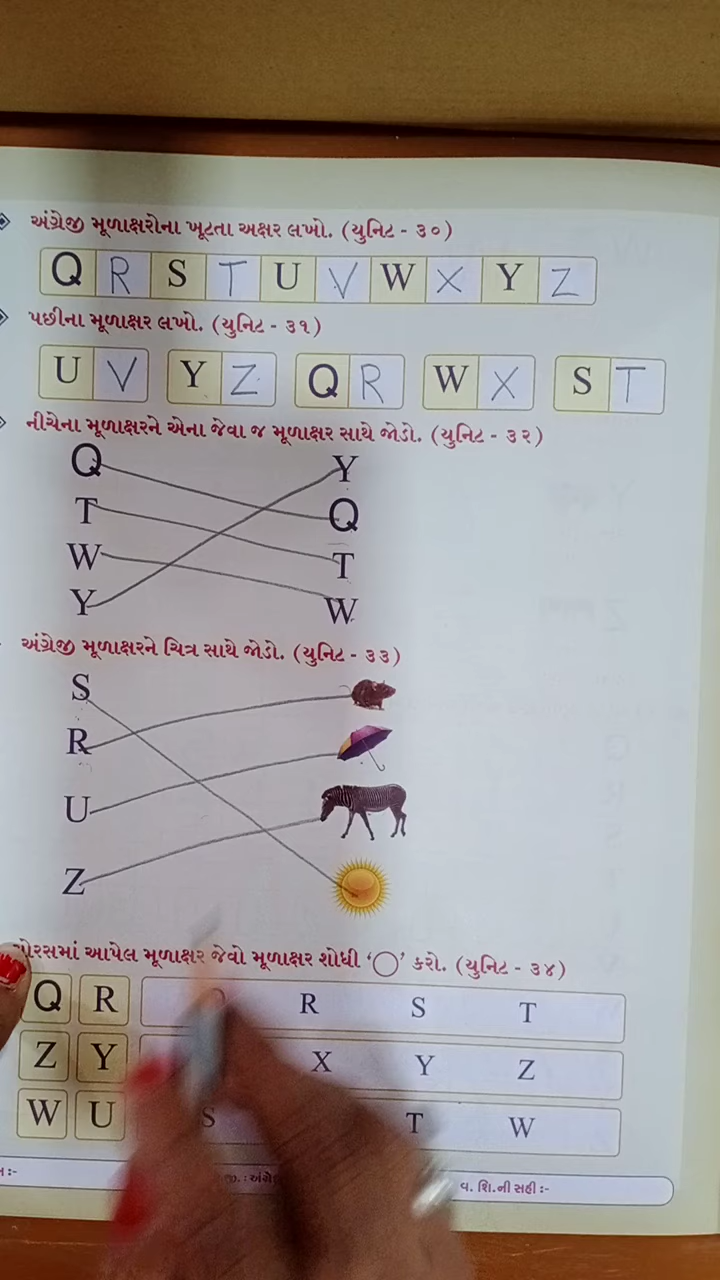 અંગ્રેજી મૂળાક્ષરોના ખૂટતા અક્ષર લખો. (યુનિટ - ૩૦)
Q R S T U V W X Y Z
પછીના મૂળાક્ષર લખો. (યુનિટ - ૩૧)
U V Y Z Q R W X S T
નીચેના મૂળાક્ષરને એના જેવા જ મૂળાક્ષર સાથે જોડો. (યુનિટ - ૩૨)
Q Y
T Q
W T
Y W
અંગ્રેજી મૂળાક્ષરને ચિત્ર સાથે જોડો. (યુનિટ - ૩૩)
S
R
U
Z
આપેલ મૂળાક્ષર જેવો મૂળાક્ષર શોધી ‘○’ કરો. (યુનિટ - ૩૪)
Q R R S T
Z Y X Y Z
W U S T W
વ. શિ.ની સહી :-